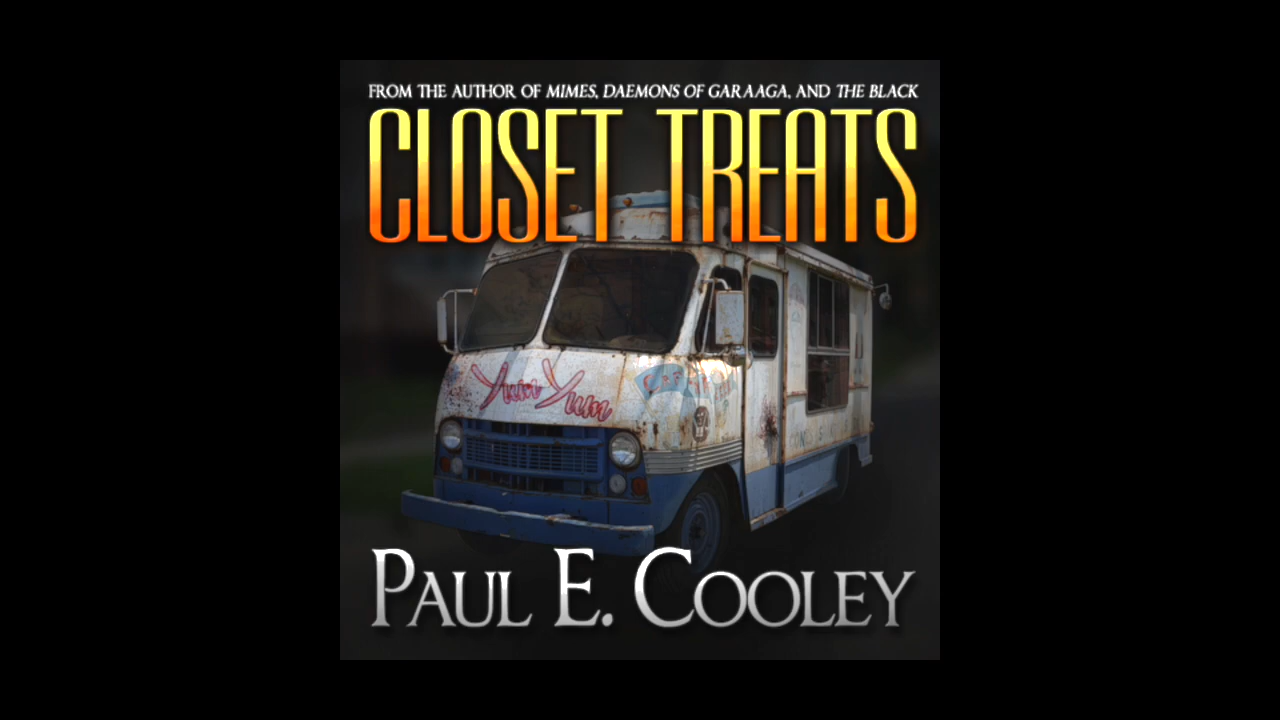 FROM THE AUTHOR OF MIMES, DAEMONS OF GARAAGA, AND THE BLACK
CLOSET TREATS
Yum Yum
PAUL E. COOLEY